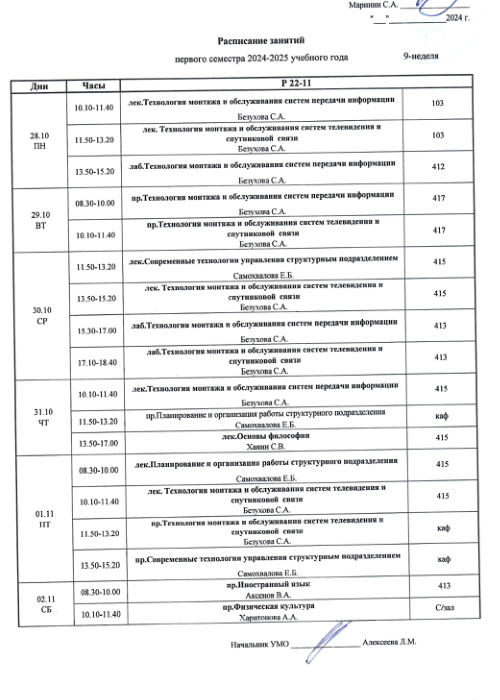 Маринин С.А.
"___"______________2024 г.
Расписание занятий
первого семестра 2024-2025 учебного года
9-неделя
Дни Часы Р 22-11
28.10
ПН
10.10-11.40 лек.Технология монтажа и обслуживания систем передачи информации 103
Безухова С.А.
11.50-13.20 лек. Технология монтажа и обслуживания систем телевидения и 103
спутниковой связи
Безухова С.А.
13.50-15.20 лаб.Технология монтажа и обслуживания систем передачи информации 412
Безухова С.А.
29.10
ВТ
08.30-10.00 пр.Технология монтажа и обслуживания систем передачи информации 417
Безухова С.А.
10.10-11.40 пр.Технология монтажа и обслуживания систем телевидения и 417
спутниковой связи
Безухова С.А.
30.10
СР
11.50-13.20 лек.Современные технологии управления структурным подразделением 415
Самохвалова Е.Б.
13.50-15.20 лек. Технология монтажа и обслуживания систем телевидения и 415
спутниковой связи
Безухова С.А.
15.30-17.00 лаб.Технология монтажа и обслуживания систем передачи информации 413
Безухова С.А.
17.10-18.40 лаб.Технология монтажа и обслуживания систем телевидения и 413
спутниковой связи
Безухова С.А.
31.10
ЧТ
10.10-11.40 лек.Технология монтажа и обслуживания систем передачи информации 415
Безухова С.А.
11.50-13.20 пр.Планирование и организация работы структурного подразделения каф
Самохвалова Е.Б.
13.50-17.00 лек.Основы философии 415
Ханин С.В.
01.11
ПТ
08.30-10.00 лек.Планирование и организация работы структурного подразделения 415
Самохвалова Е.Б.
10.10-11.40 лек. Технология монтажа и обслуживания систем телевидения и 415
спутниковой связи
Безухова С.А.
11.50-13.20 пр.Технология монтажа и обслуживания систем телевидения и каф
спутниковой связи
Безухова С.А.
13.50-15.20 пр.Современные технологии управления структурным подразделением каф
Самохвалова Е.Б.
02.11
СБ
08.30-10.00 пр.Иностранный язык 413
Аксенов В.А.
10.10-11.40 пр.Физическая культура С/зал
Харитонова А.А.
Начальник УМО ______________ Алексеева Л.М.